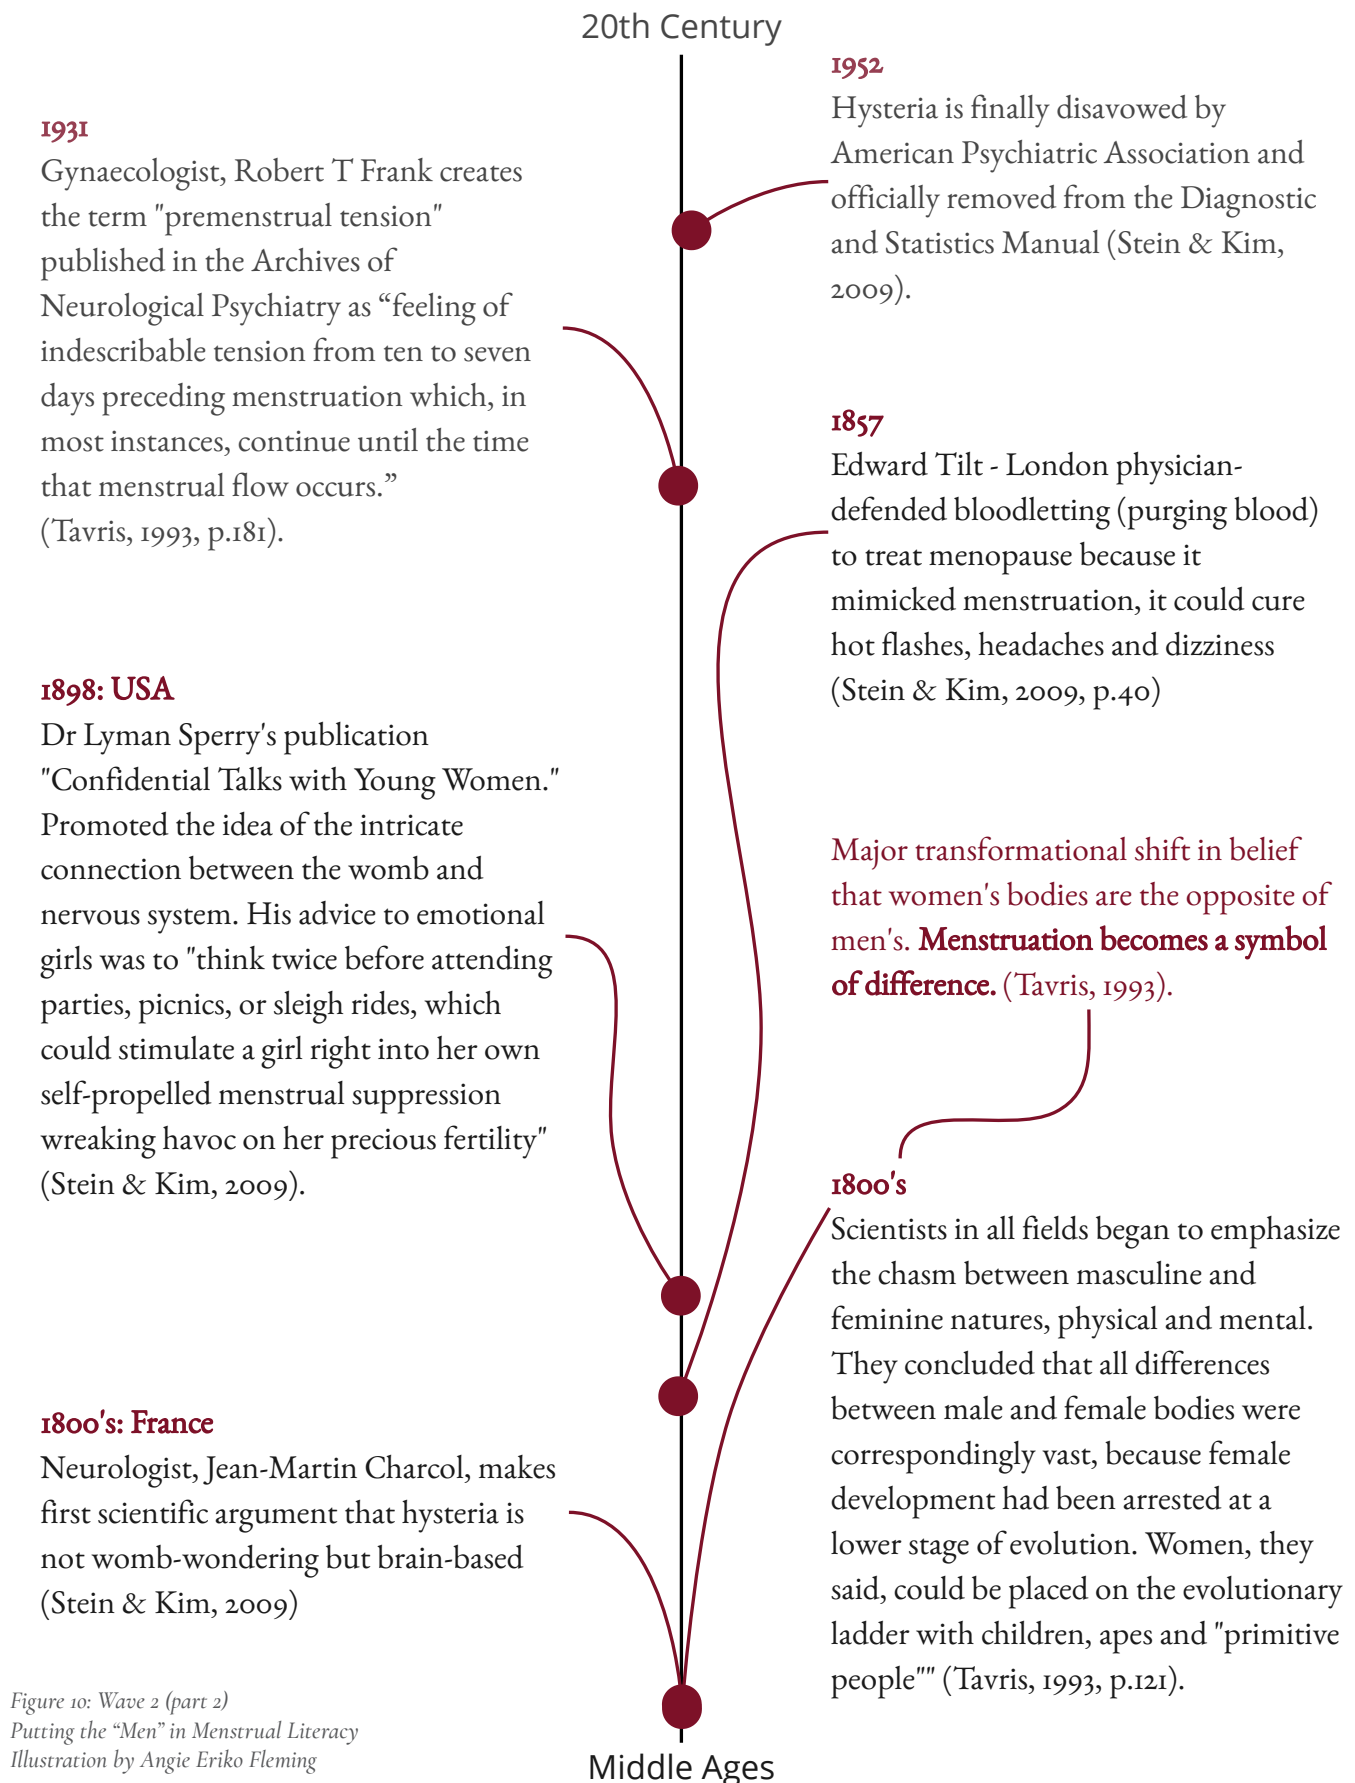 20th Century
1931
Gynaecologist, Robert T Frank creates
the term "premenstrual tension"
published in the Archives of
Neurological Psychiatry as “feeling of
indescribable tension from ten to seven
days preceding menstruation which, in
most instances, continue until the time
that menstrual flow occurs.”
(Tavris, 1993, p.181).
1952
Hysteria is finally disavowed by
American Psychiatric Association and
officially removed from the Diagnostic
and Statistics Manual (Stein & Kim,
2009).
1857
Edward Tilt - London physician-
defended bloodletting (purging blood)
to treat menopause because it
mimicked menstruation, it could cure
hot flashes, headaches and dizziness
(Stein & Kim, 2009, p.40)
1898: USA
Dr Lyman Sperry's publication
"Confidential Talks with Young Women."
Promoted the idea of the intricate
connection between the womb and
nervous system. His advice to emotional
girls was to "think twice before attending
parties, picnics, or sleigh rides, which
could stimulate a girl right into her own
self-propelled menstrual suppression
wreaking havoc on her precious fertility"
(Stein & Kim, 2009).
Major transformational shift in belief
that women's bodies are the opposite of
men's. Menstruation becomes a symbol
of difference. (Tavris, 1993).
1800's
Scientists in all fields began to emphasize
the chasm between masculine and
feminine natures, physical and mental.
They concluded that all differences
between male and female bodies were
correspondingly vast, because female
development had been arrested at a
lower stage of evolution. Women, they
said, could be placed on the evolutionary
ladder with children, apes and "primitive
people"" (Tavris, 1993, p.121).
1800's: France
Neurologist, Jean-Martin Charcol, makes
first scientific argument that hysteria is
not womb-wondering but brain-based
(Stein & Kim, 2009)
Figure 10: Wave 2 (part 2)
Putting the “Men” in Menstrual Literacy
Illustration by Angie Eriko Fleming
Middle Ages